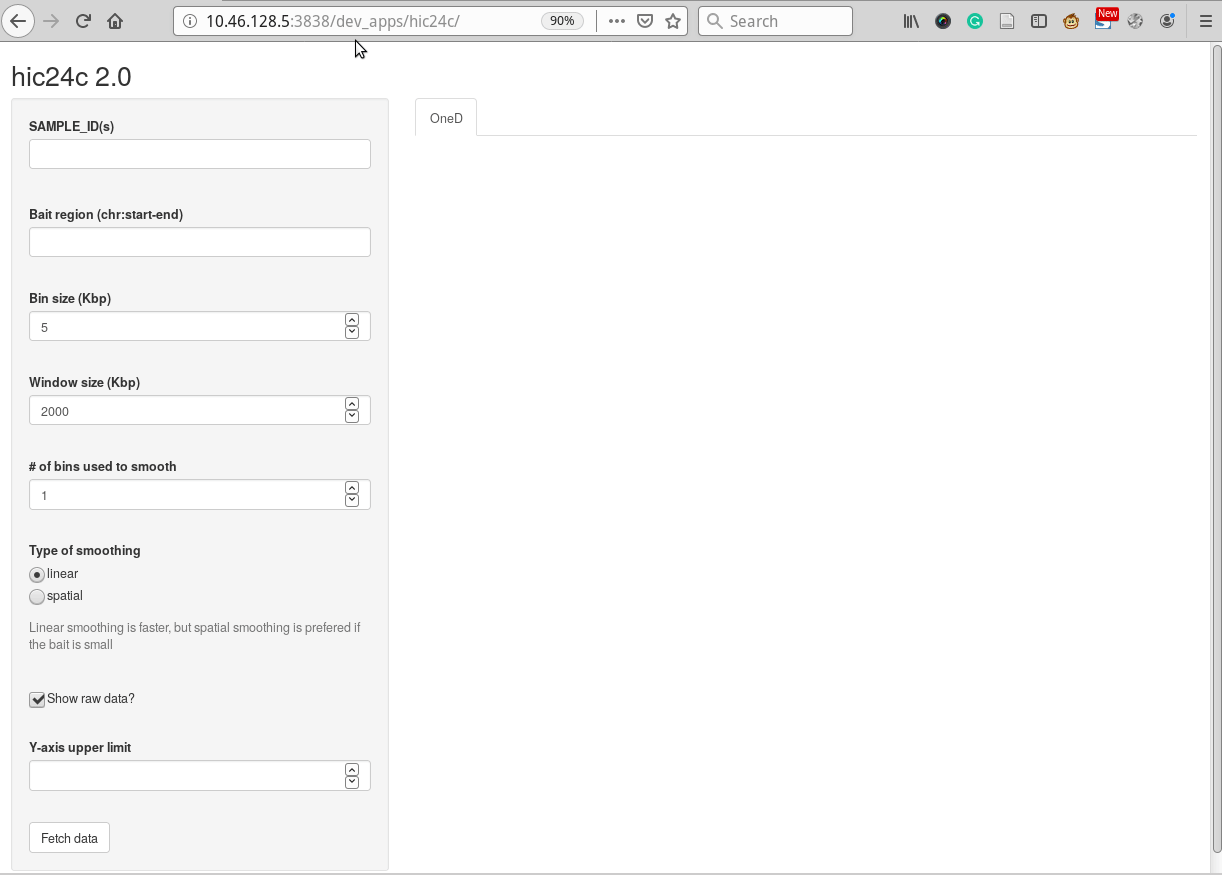 10.46.128.5:3838/dev_apps/hic24c/
90%
Search
New
hic24c 2.0
SAMPLE_ID(s)
OneD
Bait region (chr:start-end)
Bin size (Kbp)
5
Window size (Kbp)
2000
# of bins used to smooth
1
Type of smoothing
linear
spatial
Linear smoothing is faster, but spatial smoothing is prefered if
the bait is small
Show raw data?
Y-axis upper limit
Fetch data